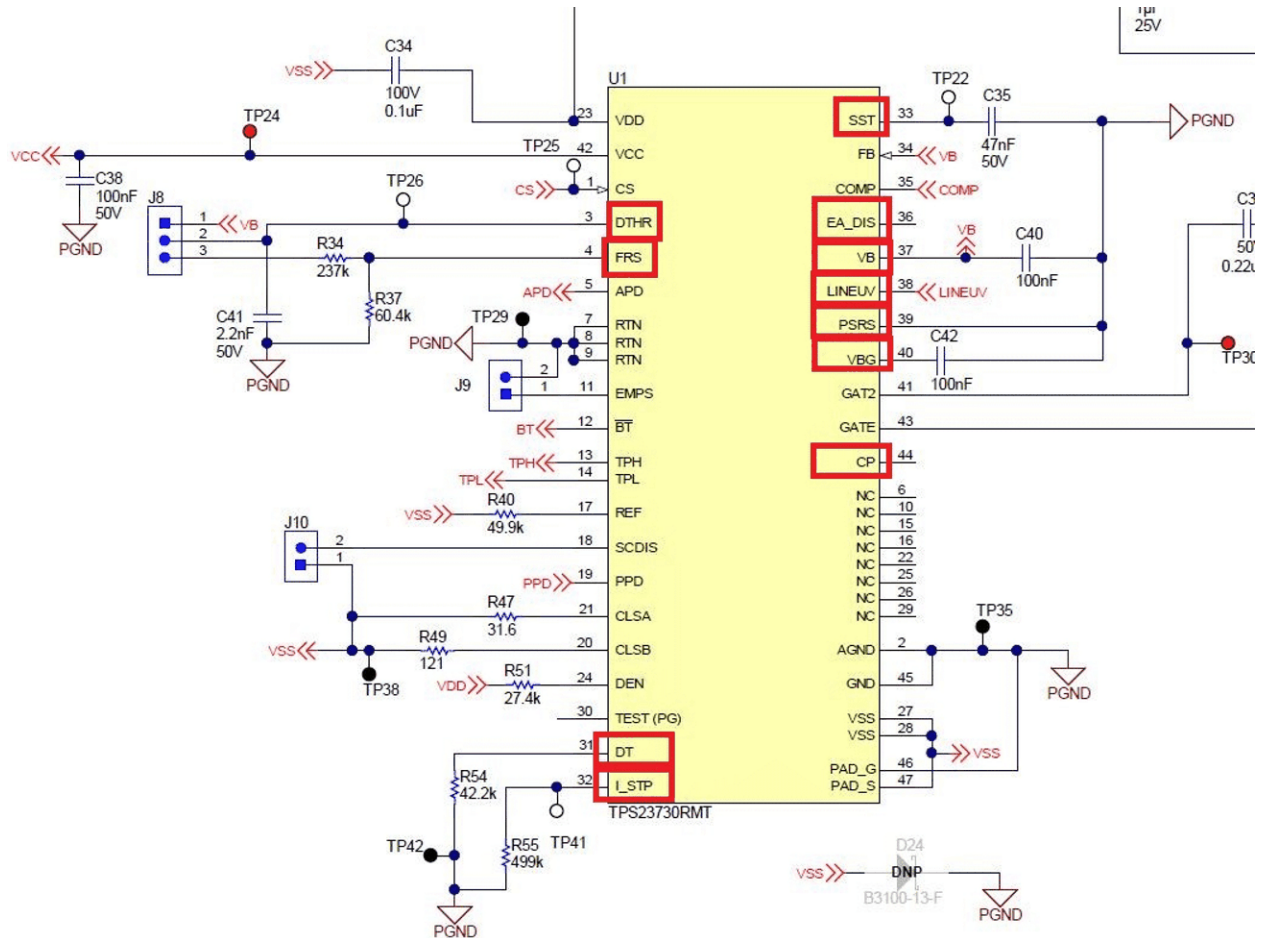 1µF
25V
C34
VSS
100V
0.1uF
U1
TP24
23 VDD
SST 33
TP22
C35
47nF
50V
PGND
VCC
42 VCC
TP25
FB 34 VB
C38
100nF
50V
PGND
CS 1 CS
COMP 35 COMP
J8
TP26
1 VB
2
3
3 DTHR
EA_DIS 36
R34
237k
4 FRS
VB 37
VB
C40
100nF
C3
50V
0.22u
APD 5 APD
LINEUV 38 LINEUV
R37
60.4k
C41
2.2nF
50V
PGND
TP29
PGND
7 RTN
8 RTN
9 RTN
PSRS 39
VBG 40
C42
100nF
TP30
J9
2
1
11 EMPS
GAT2 41
BT 12 BT
GATE 43
TPH 13 TPH
TPL 14 TPL
CP 44
VSS
R40
49.9k
17 REF
NC 6
NC 10
NC 15
NC 16
NC 22
NC 25
NC 26
NC 29
J10
2
1
18 SCDIS
PPD 19 PPD
R47
31.6
21 CLSA
VSS
R49
121
20 CLSB
TP38
AGND 2
GND 45
TP35
PGND
VDD
R51
27.4k
24 DEN
30 TEST (PG)
VSS 27
VSS 28
VSS
31 DT
PAD_G 46
PAD_S 47
R54
42.2k
32 I_STP
TPS23730RMT
TP41
TP42
R55
499k
PGND
D24
VSS
DNP
B3100-13-F
PGND